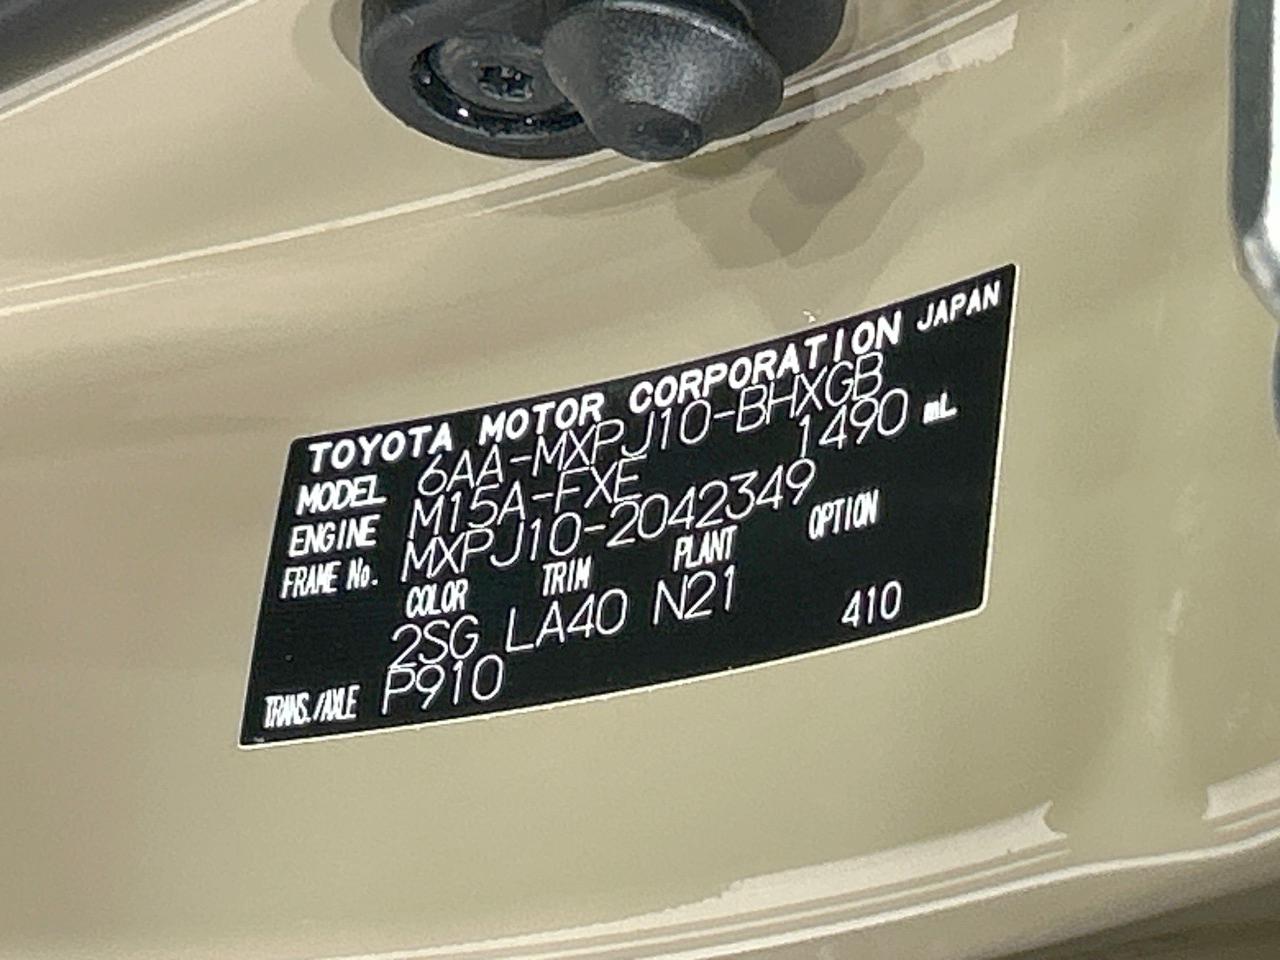 TOYOTA MOTOR CORPORATION JAPAN
MODEL 6AA-MXPJ10-BHXGB
ENGINE M15A-FXE 1490 mL
FRAME No. MXPJ10-2042349
COLOR TRIM PLANT OPTION
2SG LA40 N21 410
TRANS./AXLE P910